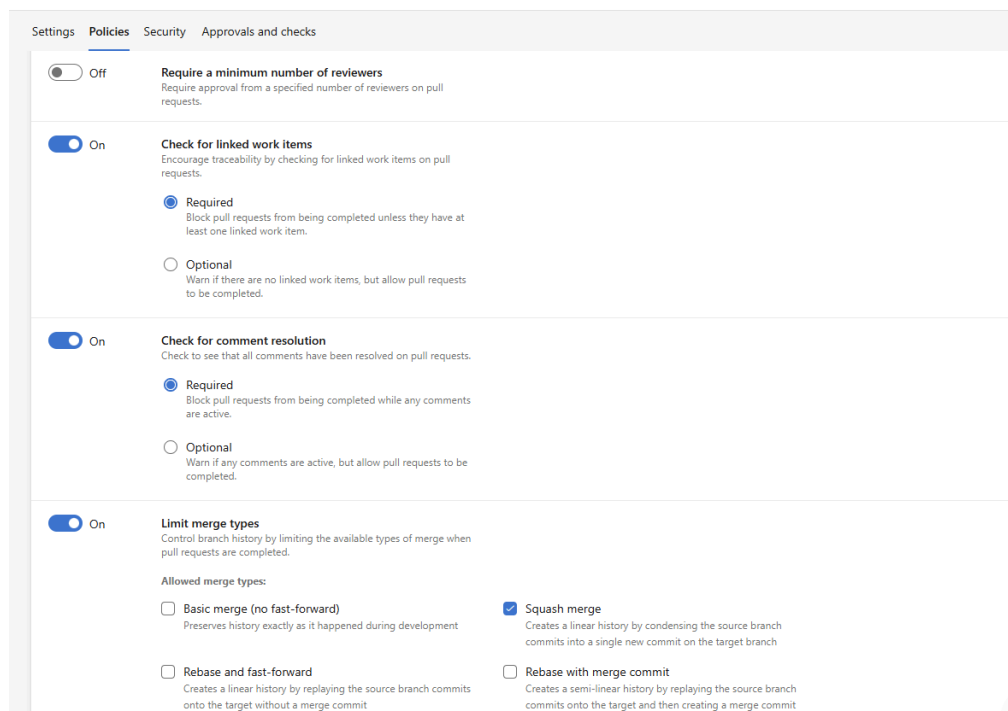 Settings Policies Security Approvals and checks
Off
Require a minimum number of reviewers
Require approval from a specified number of reviewers on pull
requests.
On
Check for linked work items
Encourage traceability by checking for linked work items on pull
requests.
Required
Block pull requests from being completed unless they have at
least one linked work item.
Optional
Warn if there are no linked work items, but allow pull requests
to be completed.
On
Check for comment resolution
Check to see that all comments have been resolved on pull requests.
Required
Block pull requests from being completed while any comments
are active.
Optional
Warn if any comments are active, but allow pull requests to be
completed.
On
Limit merge types
Control branch history by limiting the available types of merge when
pull requests are completed.
Allowed merge types:
Basic merge (no fast-forward)
Preserves history exactly as it happened during development
Squash merge
Creates a linear history by condensing the source branch
commits into a single new commit on the target branch
Rebase and fast-forward
Creates a linear history by replaying the source branch commits
onto the target without a merge commit
Rebase with merge commit
Creates a semi-linear history by replaying the source branch
commits onto the target and then creating a merge commit